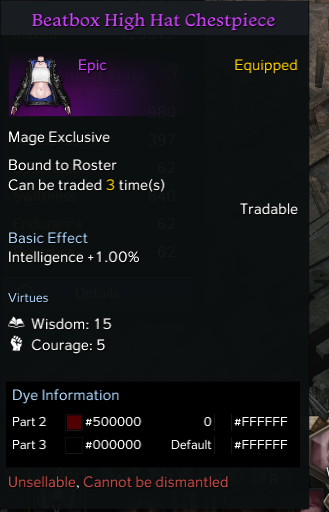 Beatbox High Hat Chestpiece
Epic Equipped
Mage Exclusive
Bound to Roster
Can be traded 3 time(s)
Tradable
Basic Effect
Intelligence +1.00%
Virtues
Wisdom: 15
Courage: 5
Dye Information
Part 2 #500000 0 #FFFFFF
Part 3 #000000 Default #FFFFFF
Unsellable, Cannot be dismantled